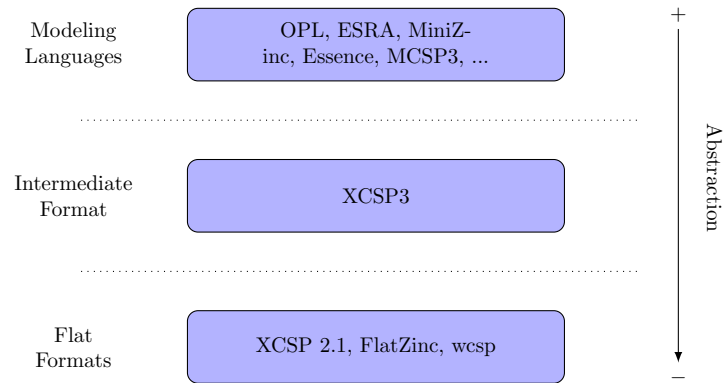 Modeling
Languages
OPL, ESRA, MiniZ-
inc, Essence, MCSP3, ...
+
Abstraction
Intermediate
Format
XCSP3
Flat
Formats
XCSP 2.1, FlatZinc, wcsp
−